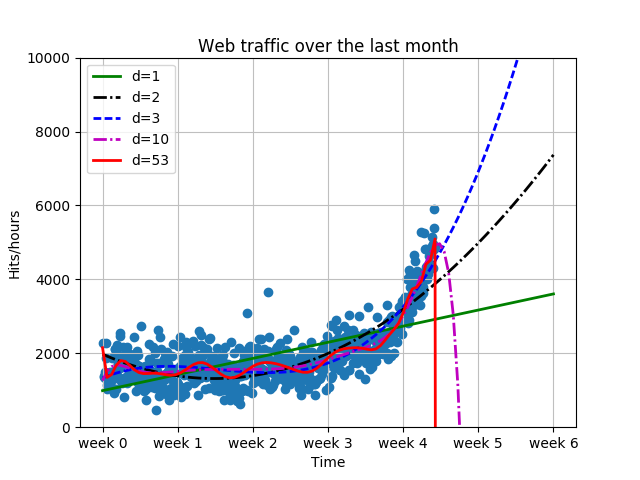 Web traffic over the last month
10000
8000
6000
4000
2000
0
Hits/hours
d=1
d=2
d=3
d=10
d=53
week 0 week 1 week 2 week 3 week 4 week 5 week 6
Time